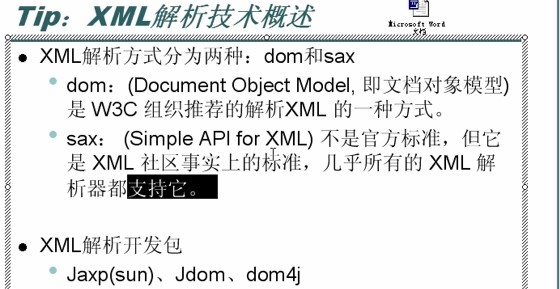 Tip：XML解析技术概述
Microsoft Word
文档
XML解析方式分为两种：dom和sax
dom：(Document Object Model, 即文档对象模型)
是 W3C 组织推荐的解析XML 的一种方式。
sax： (Simple API for XML) 不是官方标准，但它
是 XML 社区事实上的标准，几乎所有的 XML 解
析器都支持它。
XML解析开发包
Jaxp(sun)、Jdom、dom4j